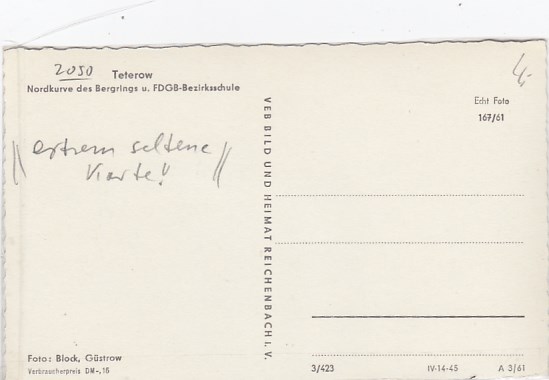 2050 Teterow
Nordkurve des Bergrings u. FDGB-Bezirksschule
extrem seltene
Karte!!
4,-
Echt Foto
167/61
VEB BILD UND HEIMAT REICHENBACH i. V.
Foto: Block, Güstrow
Verbraucherpreis DM -,16
3/423 IV-14-45 A 3/61